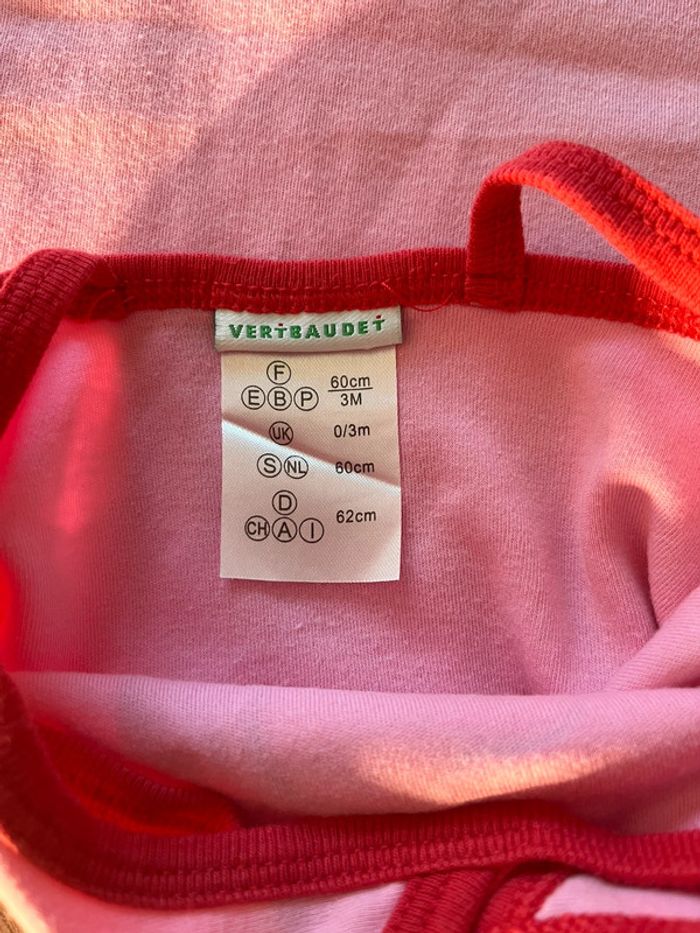 VERTBAUDET
F
E B P 60cm
3M
UK 0/3m
S NL 60cm
D
CH A I 62cm